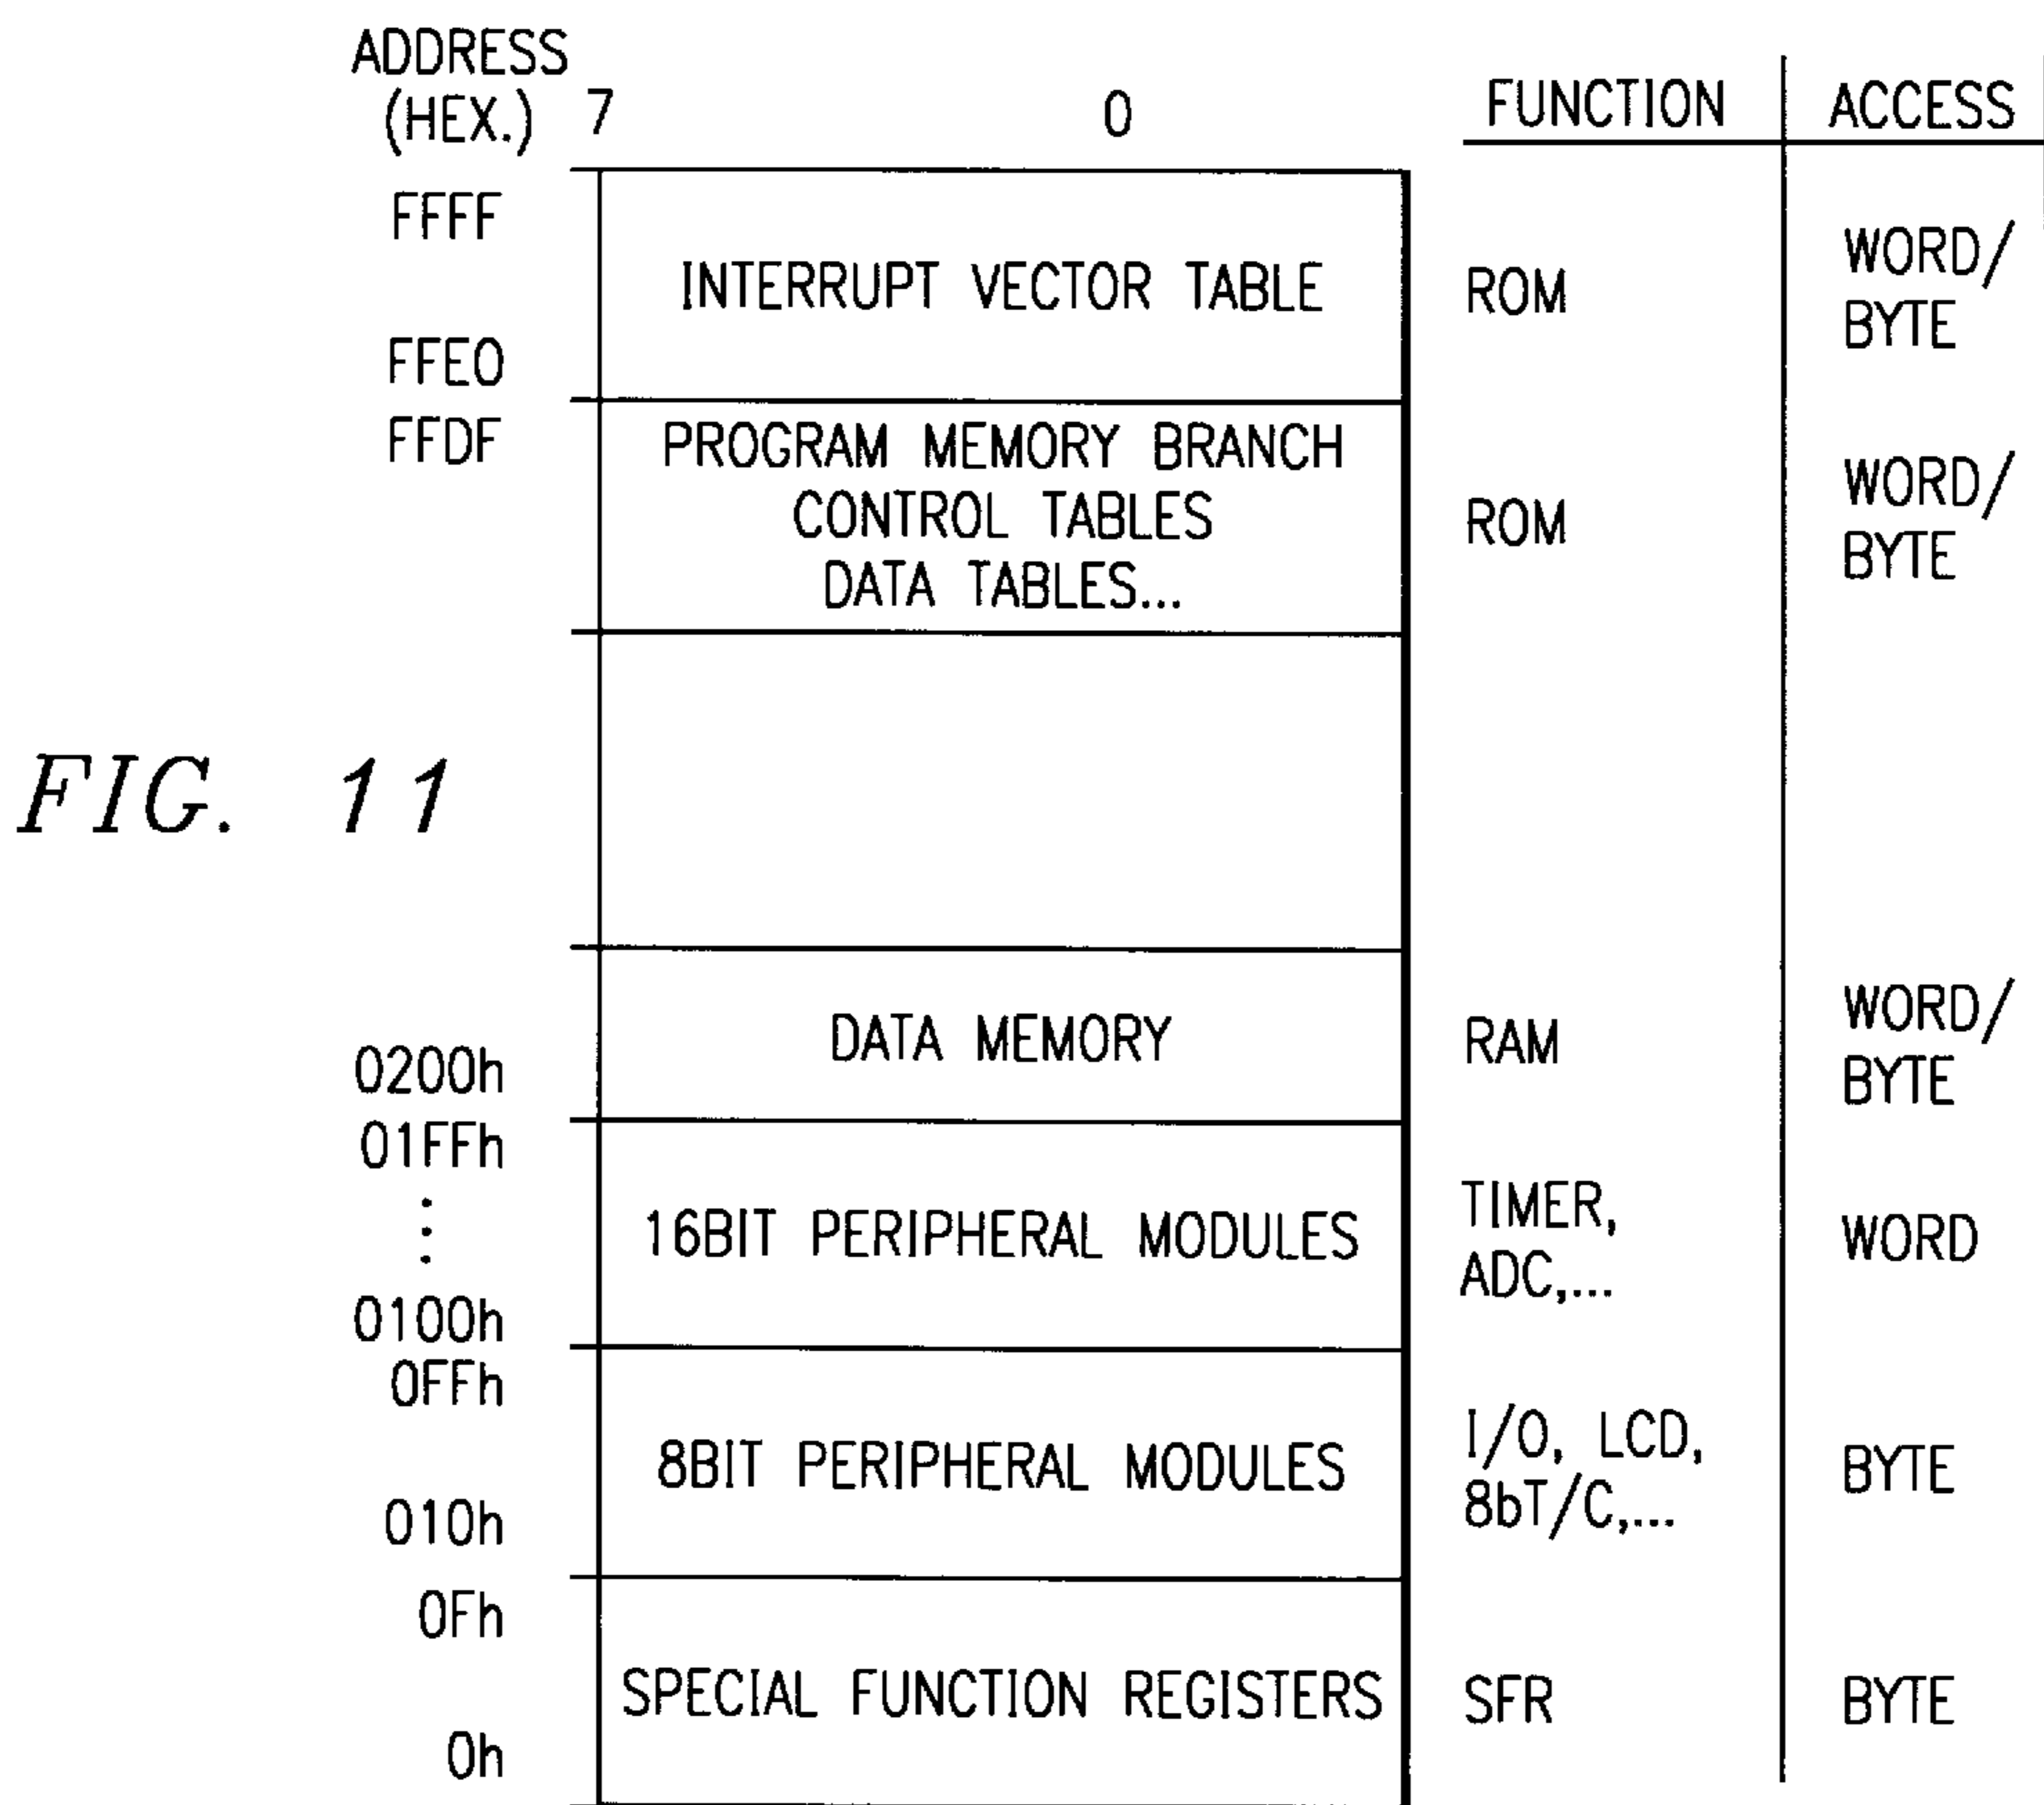 ADDRESS
(HEX.) 7 0 FUNCTION ACCESS
FFFF
INTERRUPT VECTOR TABLE ROM WORD/
BYTE
FFE0
FFDF PROGRAM MEMORY BRANCH
CONTROL TABLES ROM WORD/
BYTE
DATA TABLES...
FIG. 11
DATA MEMORY RAM WORD/
BYTE
0200h
01FFh
16BIT PERIPHERAL MODULES TIMER,
ADC,... WORD
0100h
0FFh
8BIT PERIPHERAL MODULES I/O, LCD,
8bT/C,... BYTE
010h
0Fh
SPECIAL FUNCTION REGISTERS SFR BYTE
0h